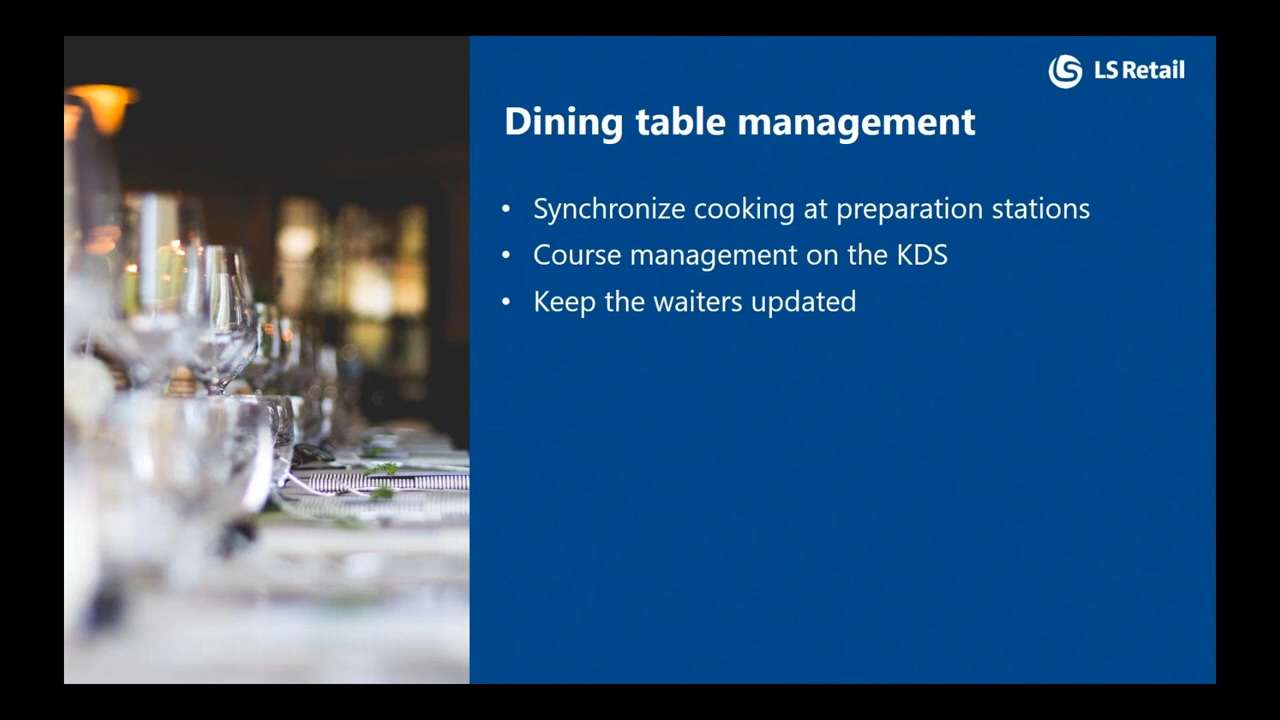 LS Retail
Dining table management
• Synchronize cooking at preparation stations
• Course management on the KDS
• Keep the waiters updated